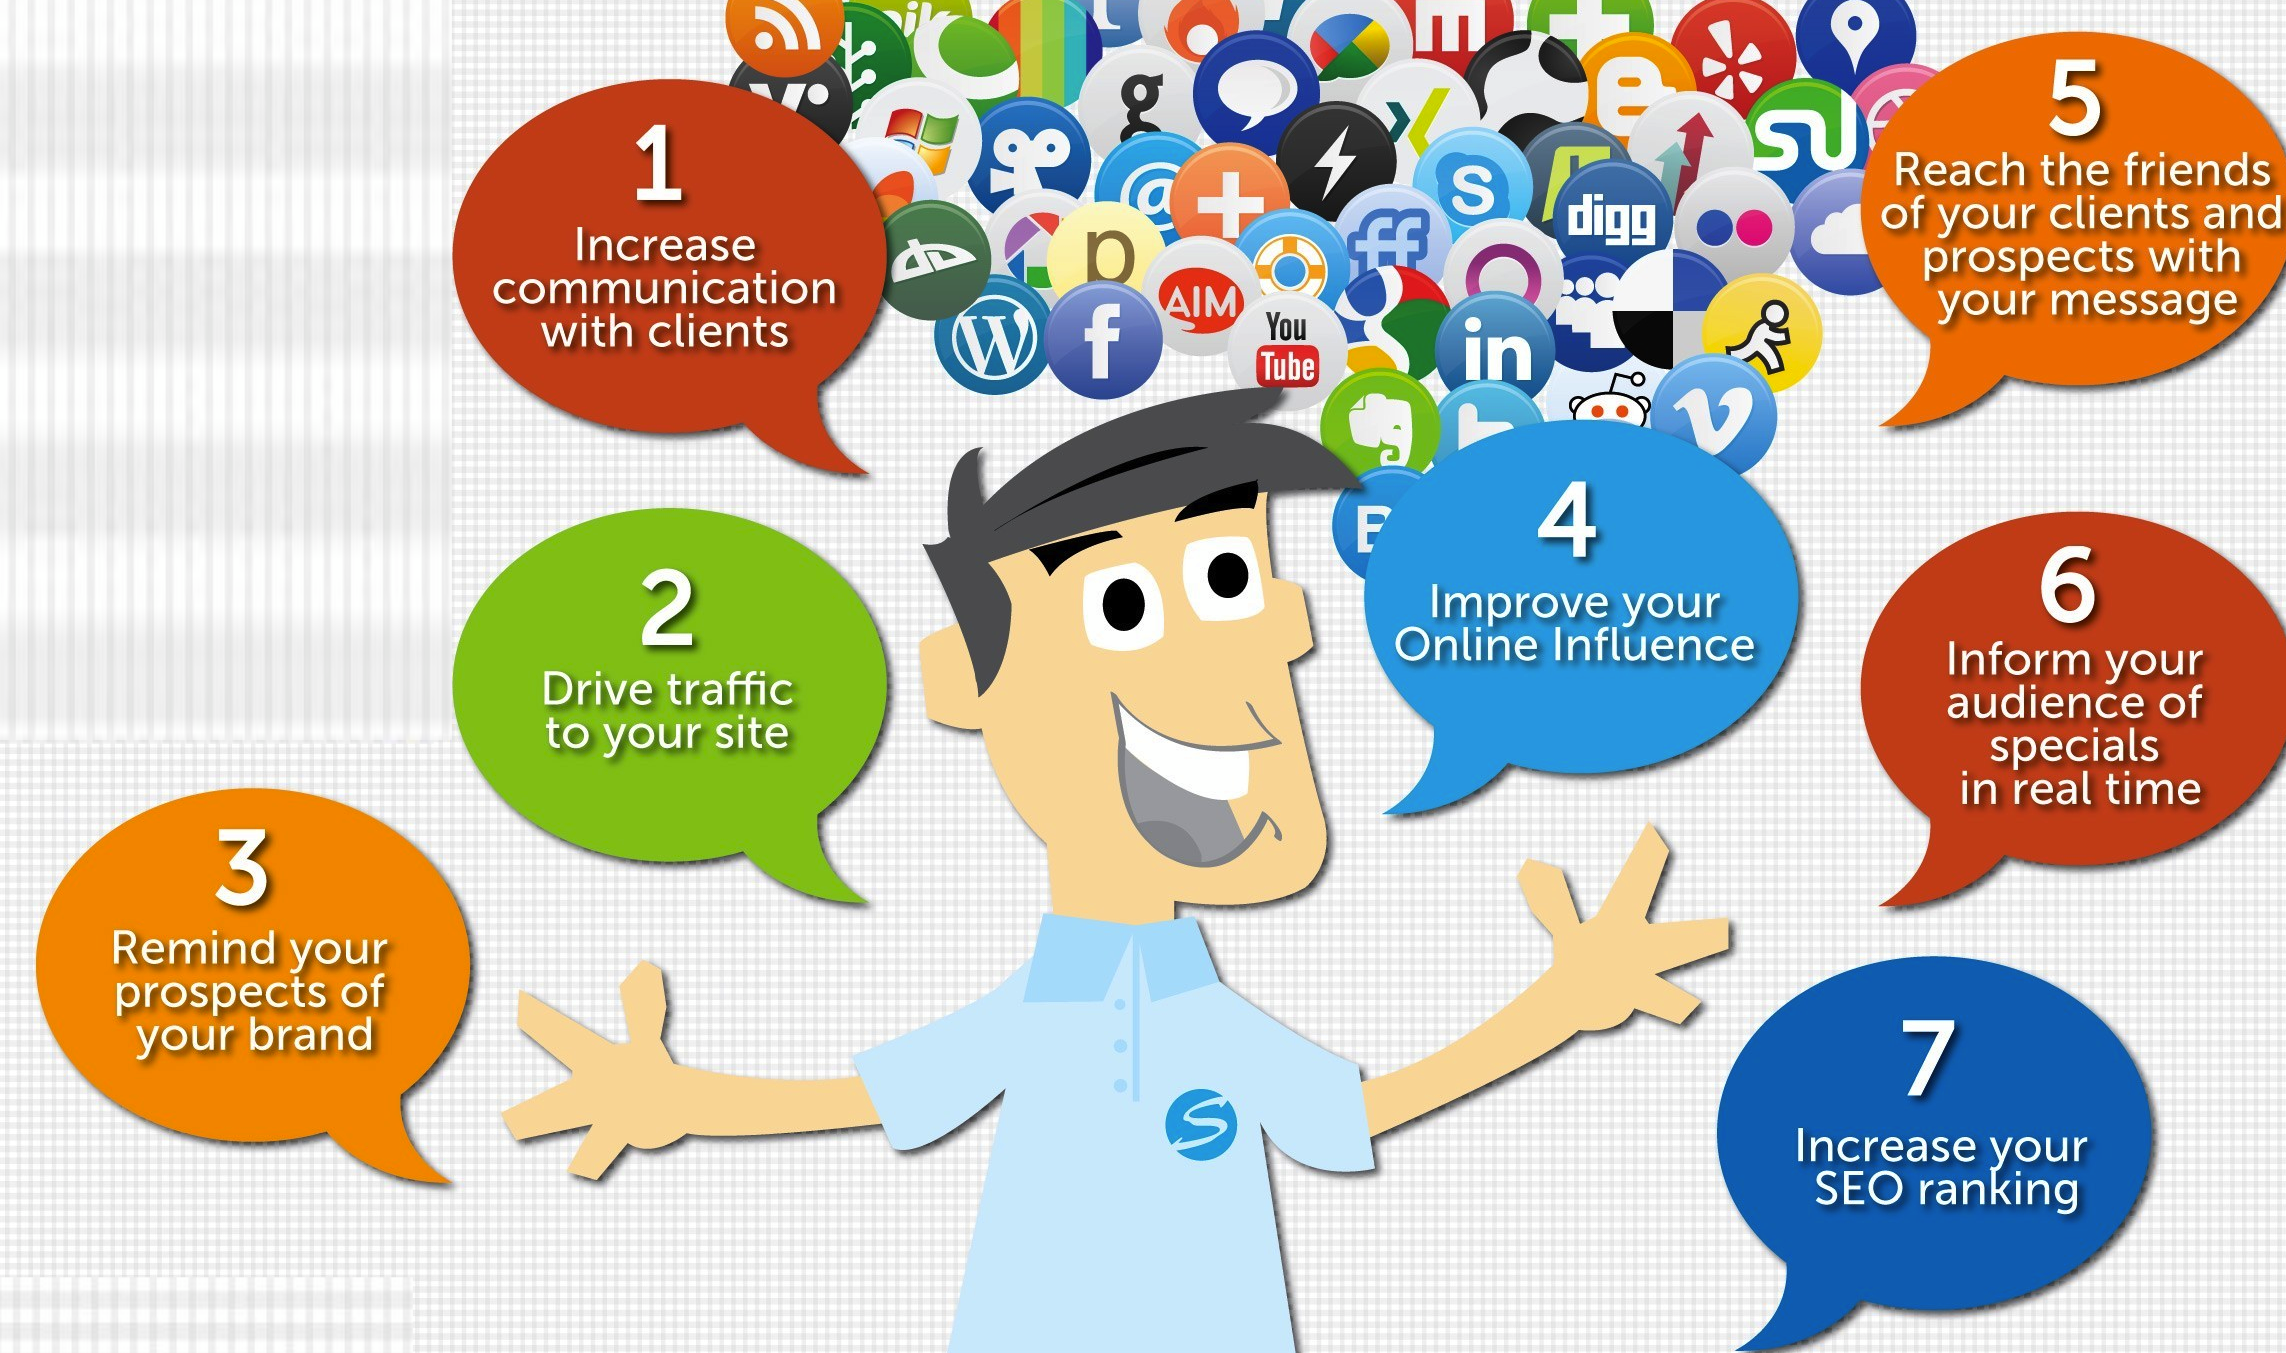 1
Increase
communication
with clients
2
Drive traffic
to your site
3
Remind your
prospects of
your brand
4
Improve your
Online Influence
5
Reach the friends
of your clients and
prospects with
your message
6
Inform your
audience of
specials
in real time
7
Increase your
SEO ranking
g
@
S
digg
p
ff
AIM
f
You
Tube
in
B
S